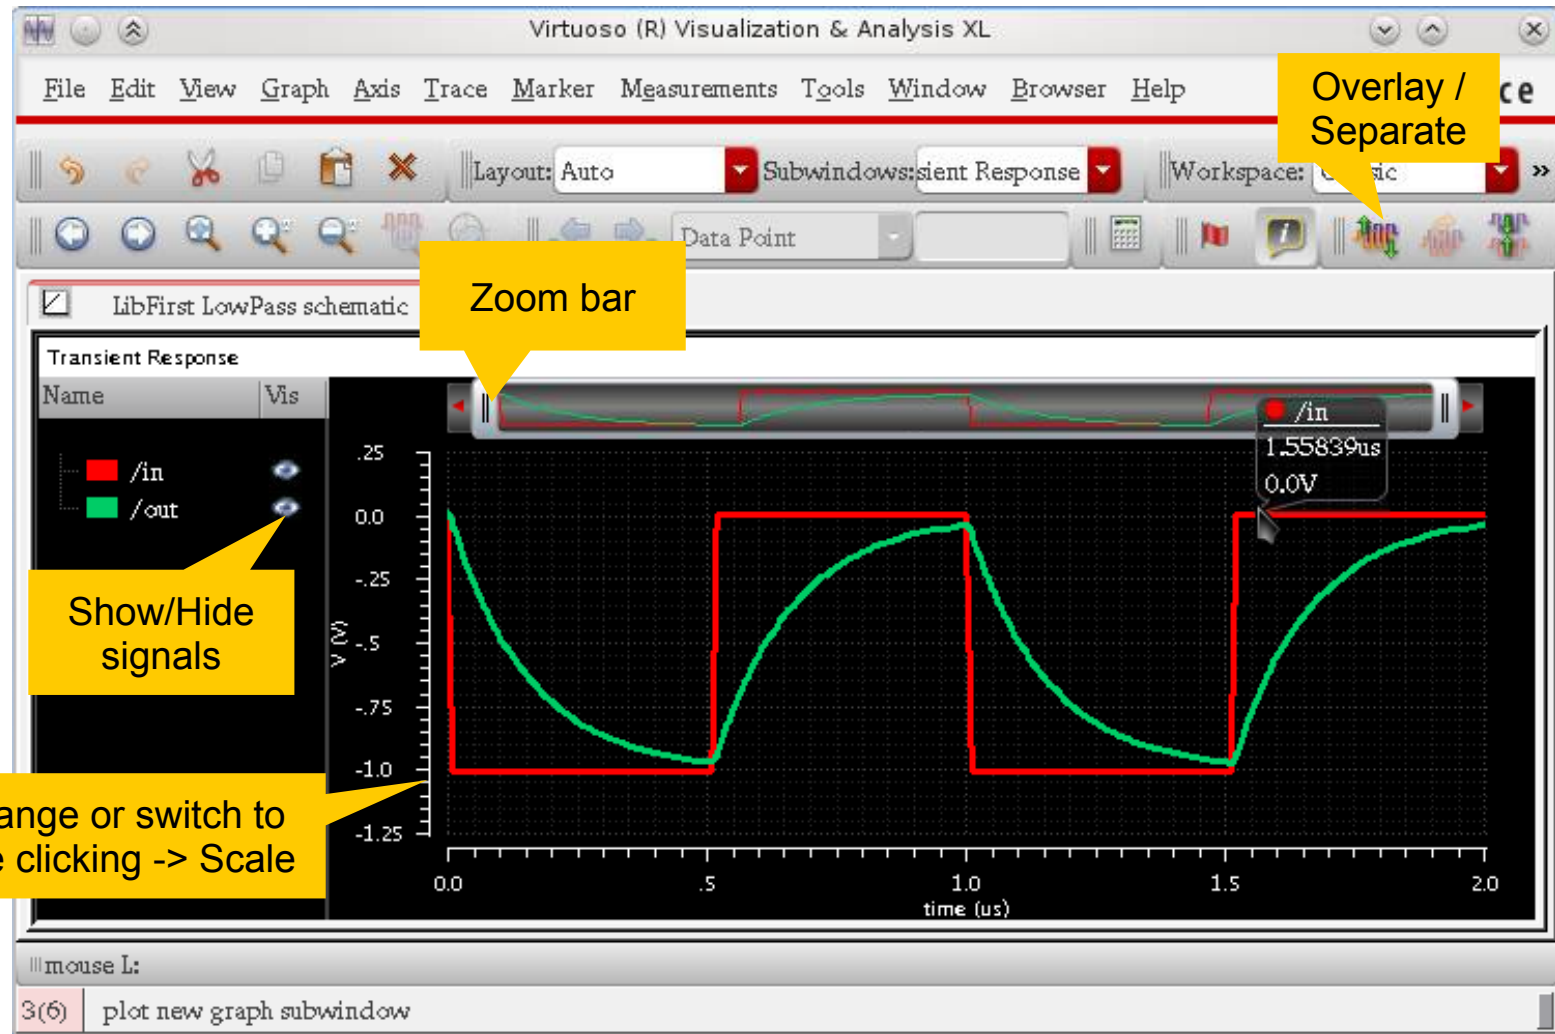 Virtuoso (R) Visualization & Analysis XL
File Edit View Graph Axis Trace Marker Measurements Tools Window Browser Help
Overlay /
Separate
Layout: Auto Subwindows: sient Response Workspace:
Data Point
LibFirst LowPass schematic
Zoom bar
Transient Response
Name Vis
/in
/out
/in
1.55839us
0.0V
Show/Hide
signals
.25
0.0
-.25
-.5
-.75
-1.0
-1.25
V (V)
ange or switch to
e clicking -> Scale
0.0 .5 1.0 1.5 2.0
time (us)
mouse L:
3(6) plot new graph subwindow